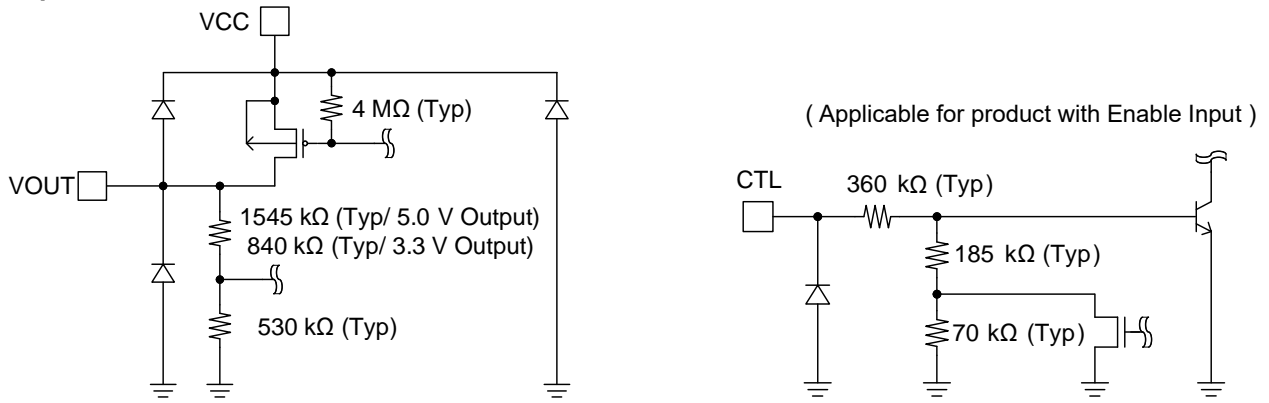 VCC
4 MΩ (Typ)
VOUT
1545 kΩ (Typ/ 5.0 V Output)
840 kΩ (Typ/ 3.3 V Output)
530 kΩ (Typ)
( Applicable for product with Enable Input )
CTL
360 kΩ (Typ)
185 kΩ (Typ)
70 kΩ (Typ)